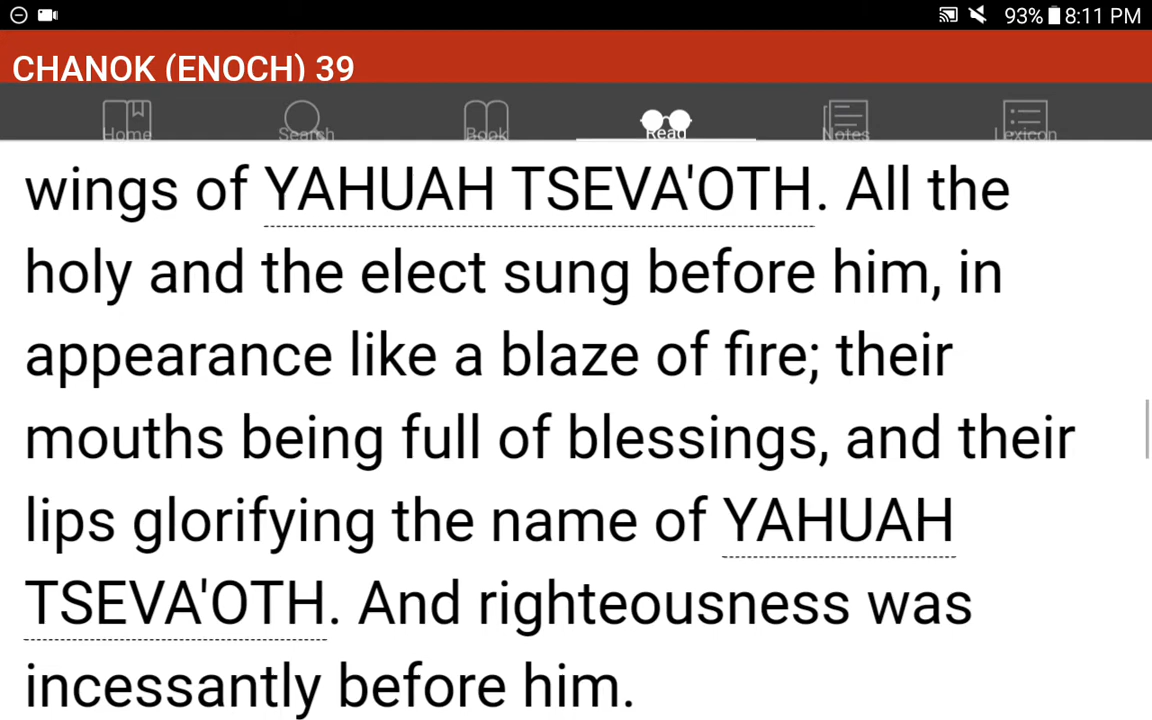 93% 8:11 PM
CHANOK (ENOCH) 39
Home Search Book Read Notes Lexicon
wings of YAHUAH TSEVA'OTH. All the
holy and the elect sung before him, in
appearance like a blaze of fire; their
mouths being full of blessings, and their
lips glorifying the name of YAHUAH
TSEVA'OTH. And righteousness was
incessantly before him.